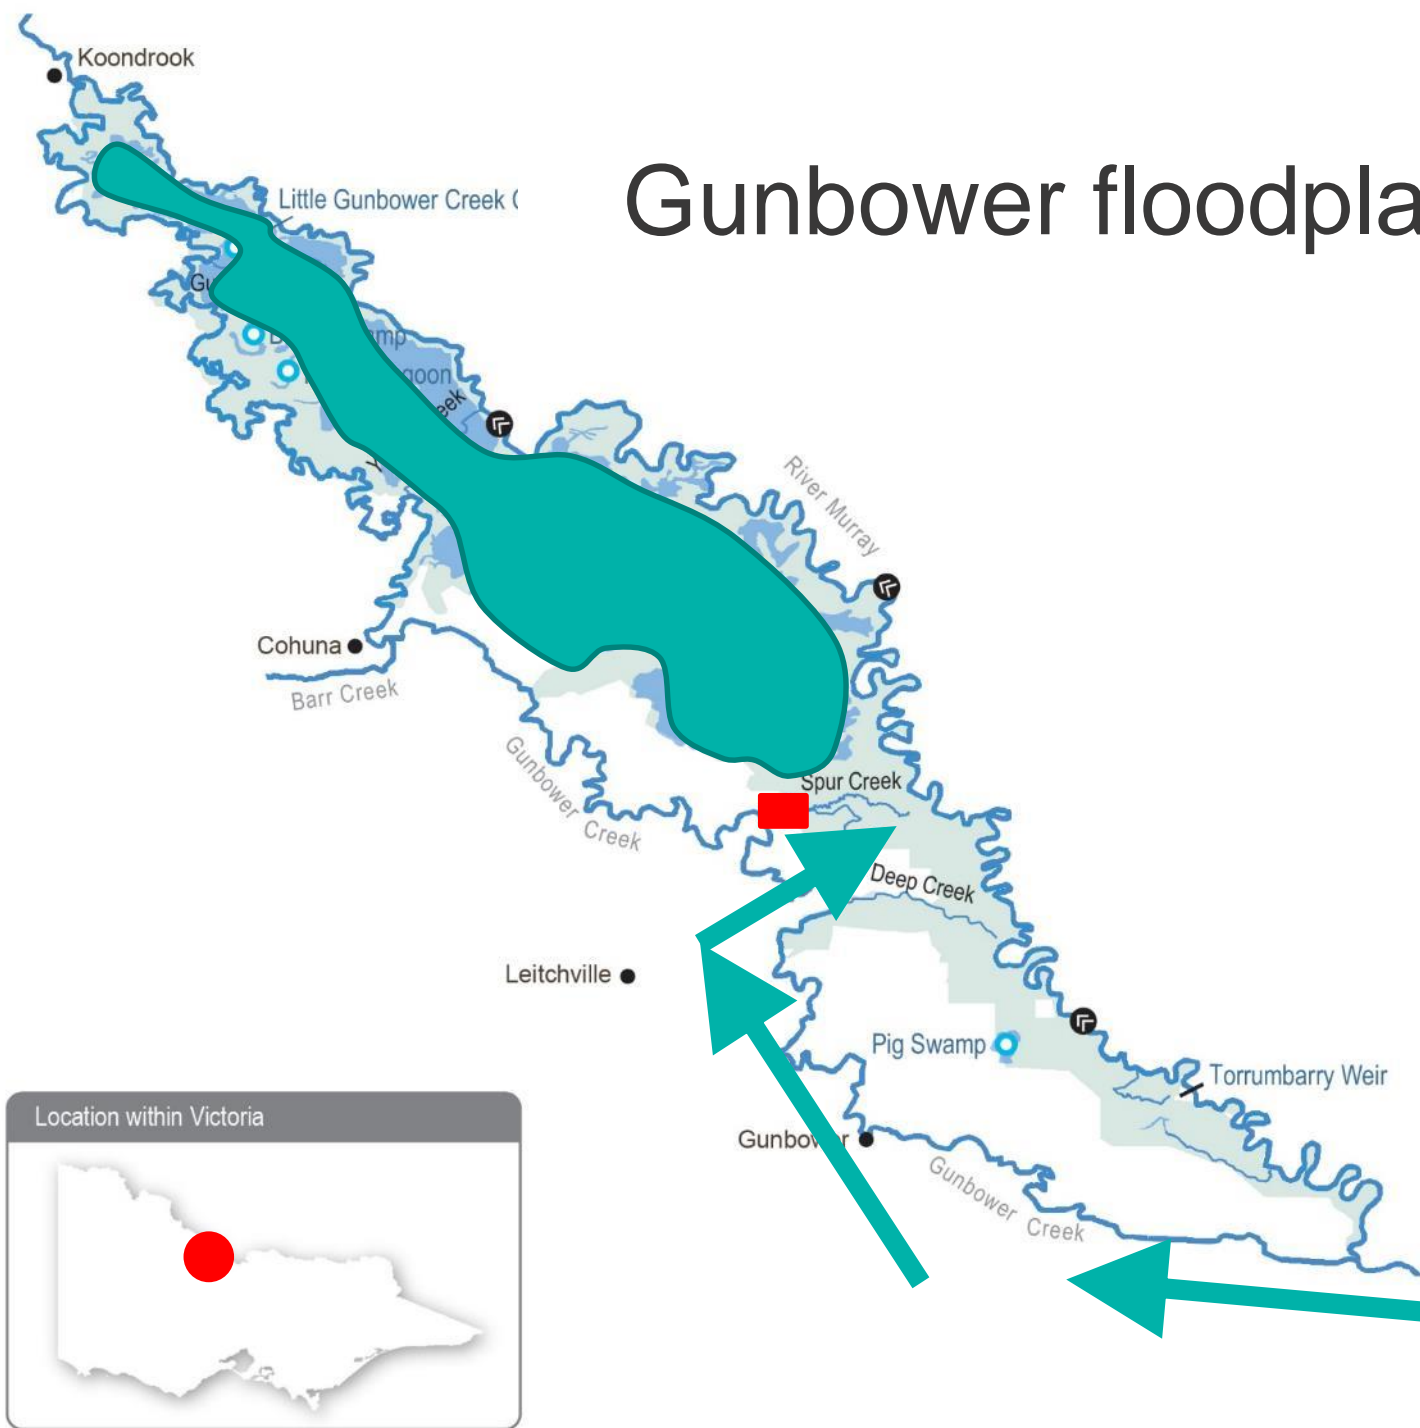 Koondrook
Gunbower floodpla
Little Gunbower Creek
River Murray
Cohuna
Barr Creek
Gunbower Creek
Spur Creek
Deep Creek
Leitchville
Pig Swamp
Torrumbarry Weir
Location within Victoria
Gunbower
Gunbower Creek